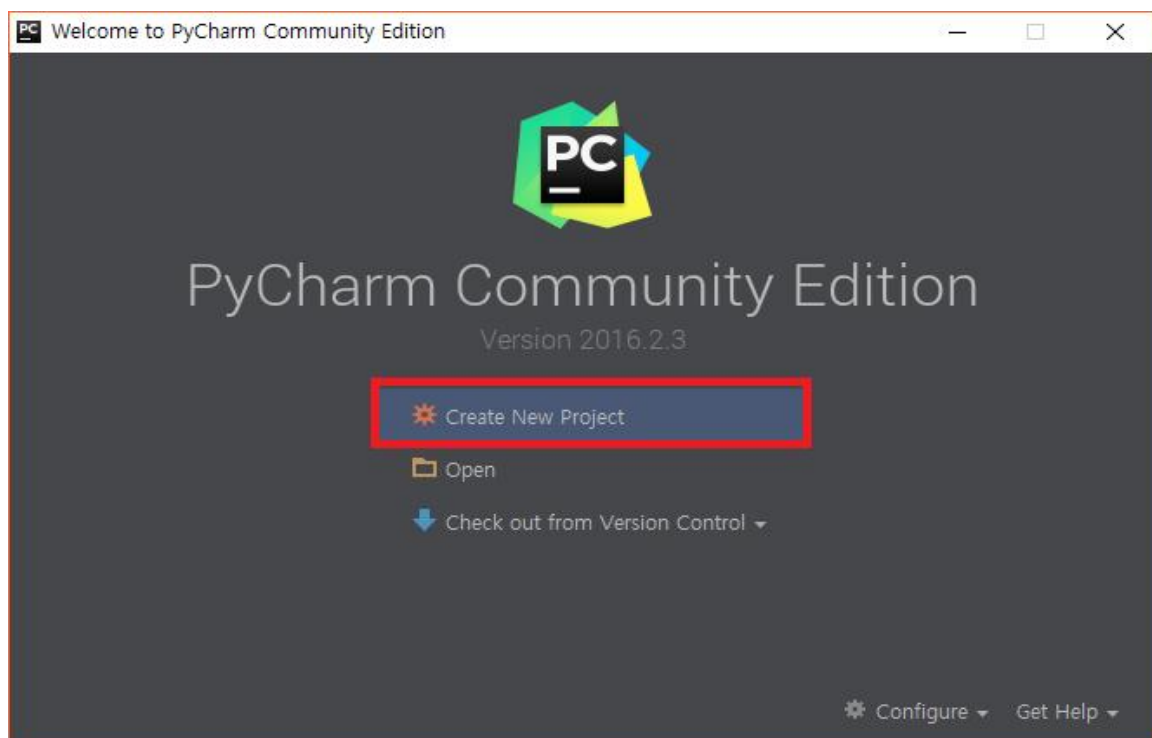 PC Welcome to PyCharm Community Edition
PC
PyCharm Community Edition
Version 2016.2.3
Create New Project
Open
Check out from Version Control
Configure Get Help